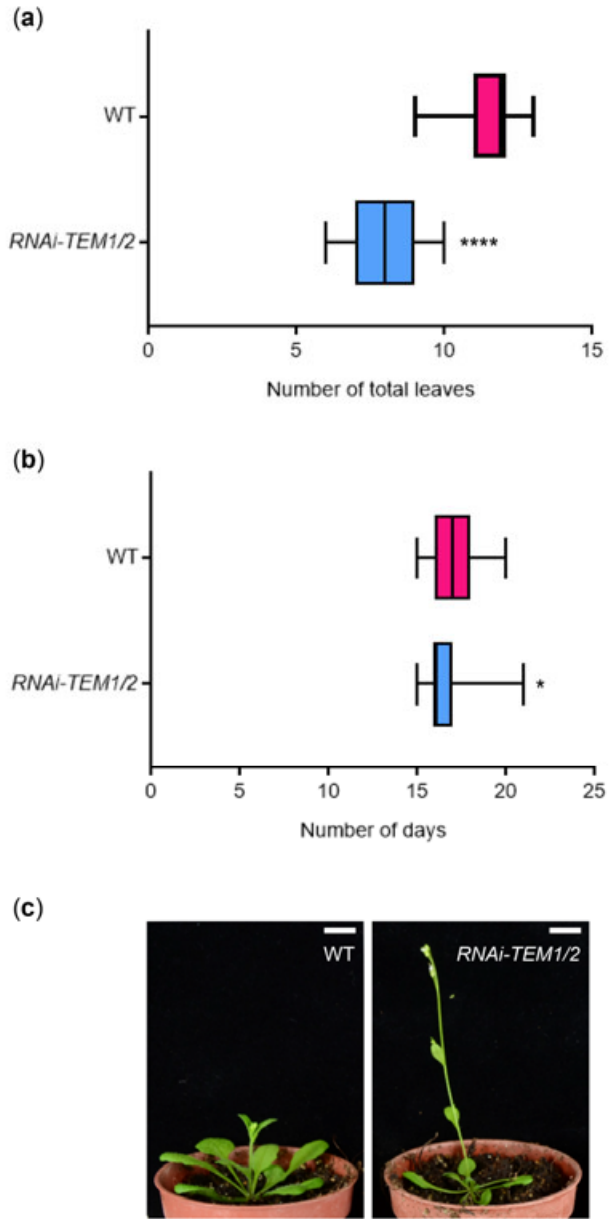 (a)
WT
RNAi-TEM1/2
****
0 5 10 15
Number of total leaves
(b)
WT
RNAi-TEM1/2
*
0 5 10 15 20 25
Number of days
(c)
WT
RNAi-TEM1/2